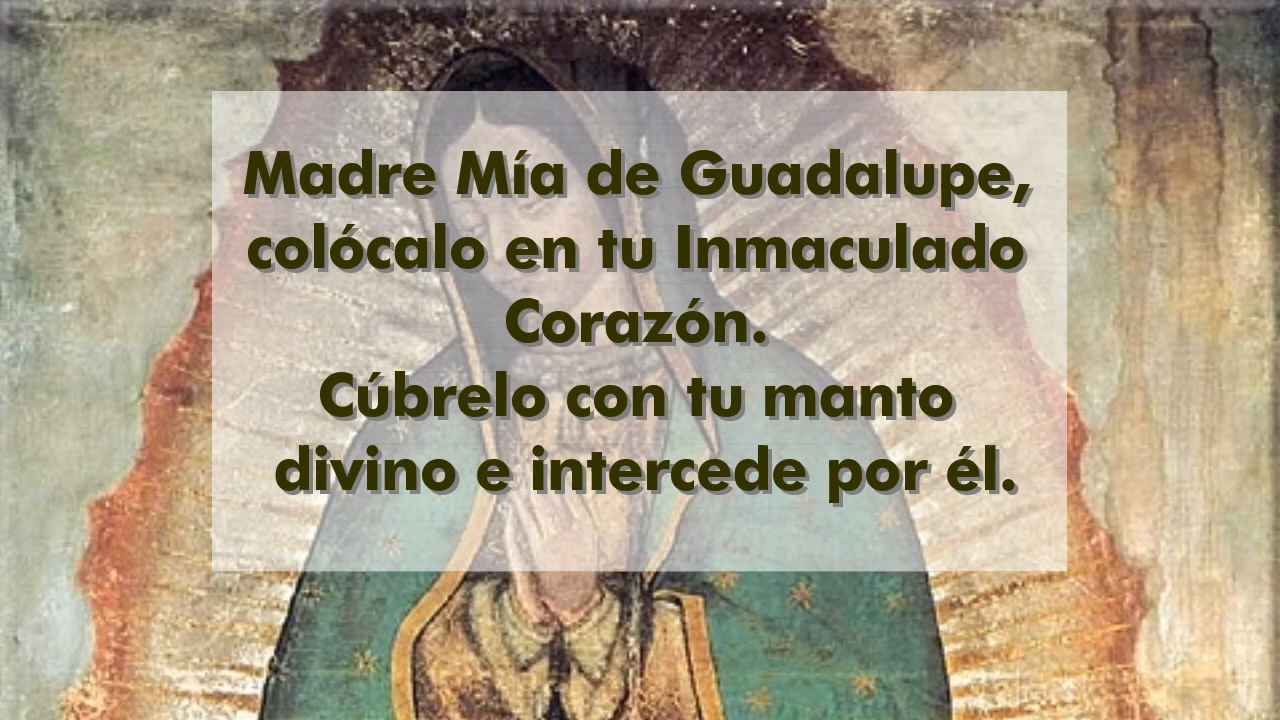 Madre Mía de Guadalupe,
colócalo en tu Inmaculado
Corazón.
Cúbrelo con tu manto
divino e intercede por él.